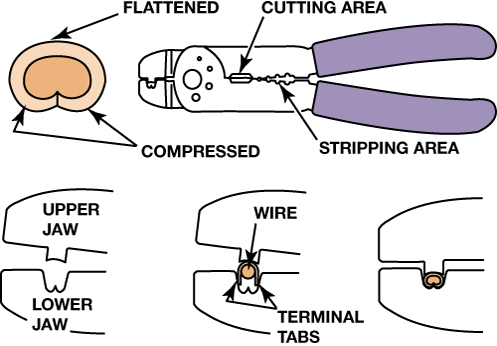 FLATTENED
CUTTING AREA
COMPRESSED
STRIPPING AREA
UPPER
JAW
LOWER
JAW
WIRE
TERMINAL
TABS